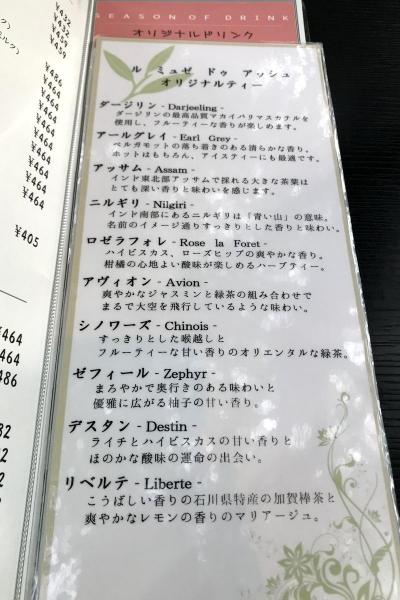 ¥432
¥432
¥459
¥459
¥486
¥464
¥464
¥464
¥464
¥464
¥464
¥405
¥464
¥464
¥486
SEASON OF DRINK
オリジナルドリンク
ル ミュゼ ドゥ アッシュ
オリジナルティー
ダージリン - Darjeeling -
ダージリンの最高品質マカイバリマスカテルを
使用し、フルーティーな香りが楽しめます。
アールグレイ - Earl Grey -
ベルガモットの落ち着きのある清らかな香り。
ホットはもちろん、アイスティーにも最適です。
アッサム - Assam -
インド東北部アッサムで採れる大きな茶葉は
とても深い香りと味わいを感じます。
ニルギリ - Nilgiri -
インド南部にあるニルギリは「青い山」の意味。
名前のイメージ通りすっきりとした香りと味わい。
ロゼラフォレ - Rose la Foret -
ハイビスカス、ローズヒップの爽やかな香り。
柑橘の心地よい酸味が楽しめるハーブティー。
アヴィオン - Avion -
爽やかなジャスミンと緑茶の組み合わせで
まるで大空を飛行しているような味わい。
シノワーズ - Chinois -
すっきりとした喉越しと
フルーティーな甘い香りのオリエンタルな緑茶。
ゼフィール - Zephyr -
まろやかで奥行きのある味わいと
優雅に広がる柚子の甘い香り。
デスタン - Destin -
ライチとハイビスカスの甘い香りと
ほのかな酸味の運命の出会い。
リベルテ - Liberte -
こうばしい香りの石川県特産の加賀棒茶と
爽やかなレモンの香りのマリアージュ。